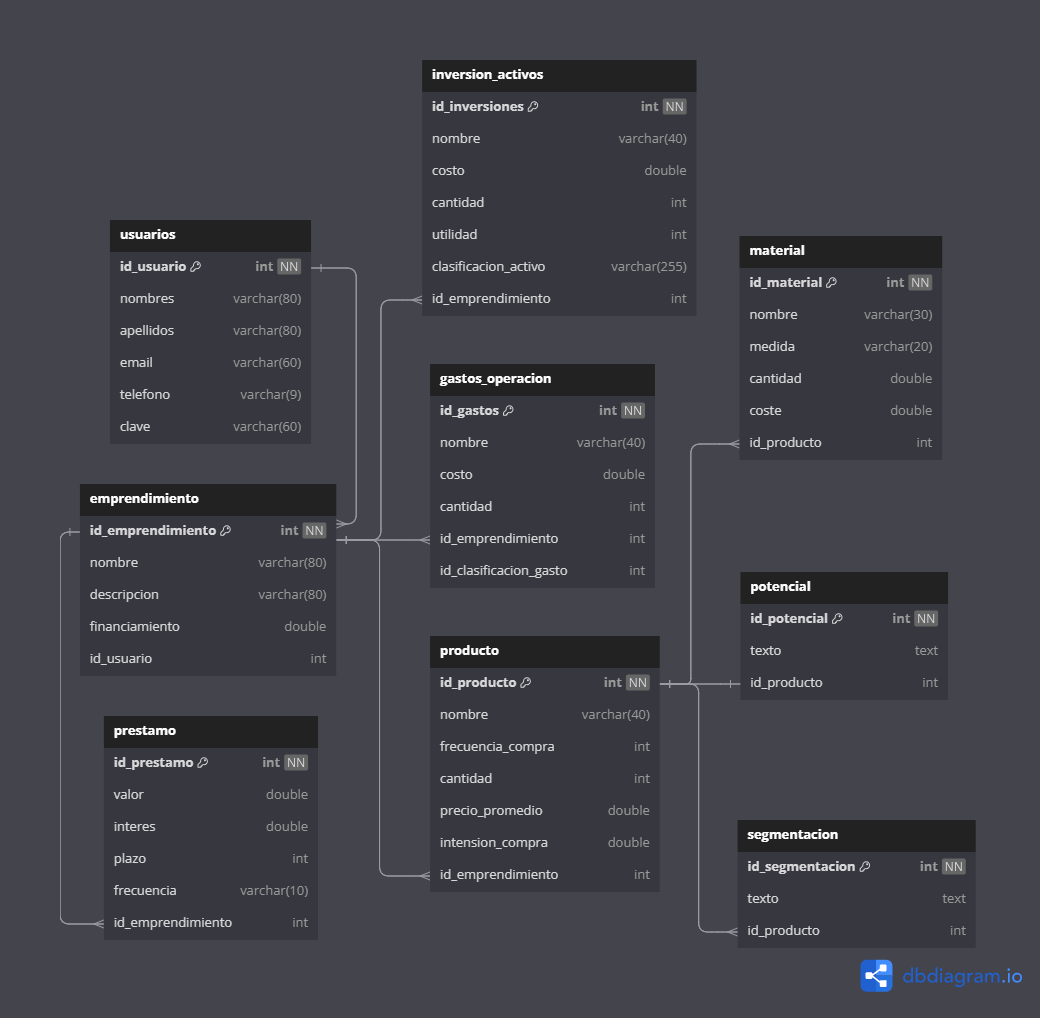 inversion_activos
id_inversiones int NN
nombre varchar(40)
costo double
cantidad int
utilidad int
clasificacion_activo varchar(255)
id_emprendimiento int
usuarios
id_usuario int NN
nombres varchar(80)
apellidos varchar(80)
email varchar(60)
telefono varchar(9)
clave varchar(60)
material
id_material int NN
nombre varchar(30)
medida varchar(20)
cantidad double
coste double
id_producto int
gastos_operacion
id_gastos int NN
nombre varchar(40)
costo double
cantidad int
id_emprendimiento int
id_clasificacion_gasto int
emprendimiento
id_emprendimiento int NN
nombre varchar(80)
descripcion varchar(80)
financiamiento double
id_usuario int
potencial
id_potencial int NN
texto text
id_producto int
producto
id_producto int NN
nombre varchar(40)
frecuencia_compra int
cantidad int
precio_promedio double
intension_compra double
id_emprendimiento int
prestamo
id_prestamo int NN
valor double
interes double
plazo int
frecuencia varchar(10)
id_emprendimiento int
segmentacion
id_segmentacion int NN
texto text
id_producto int
dbdiagram.io